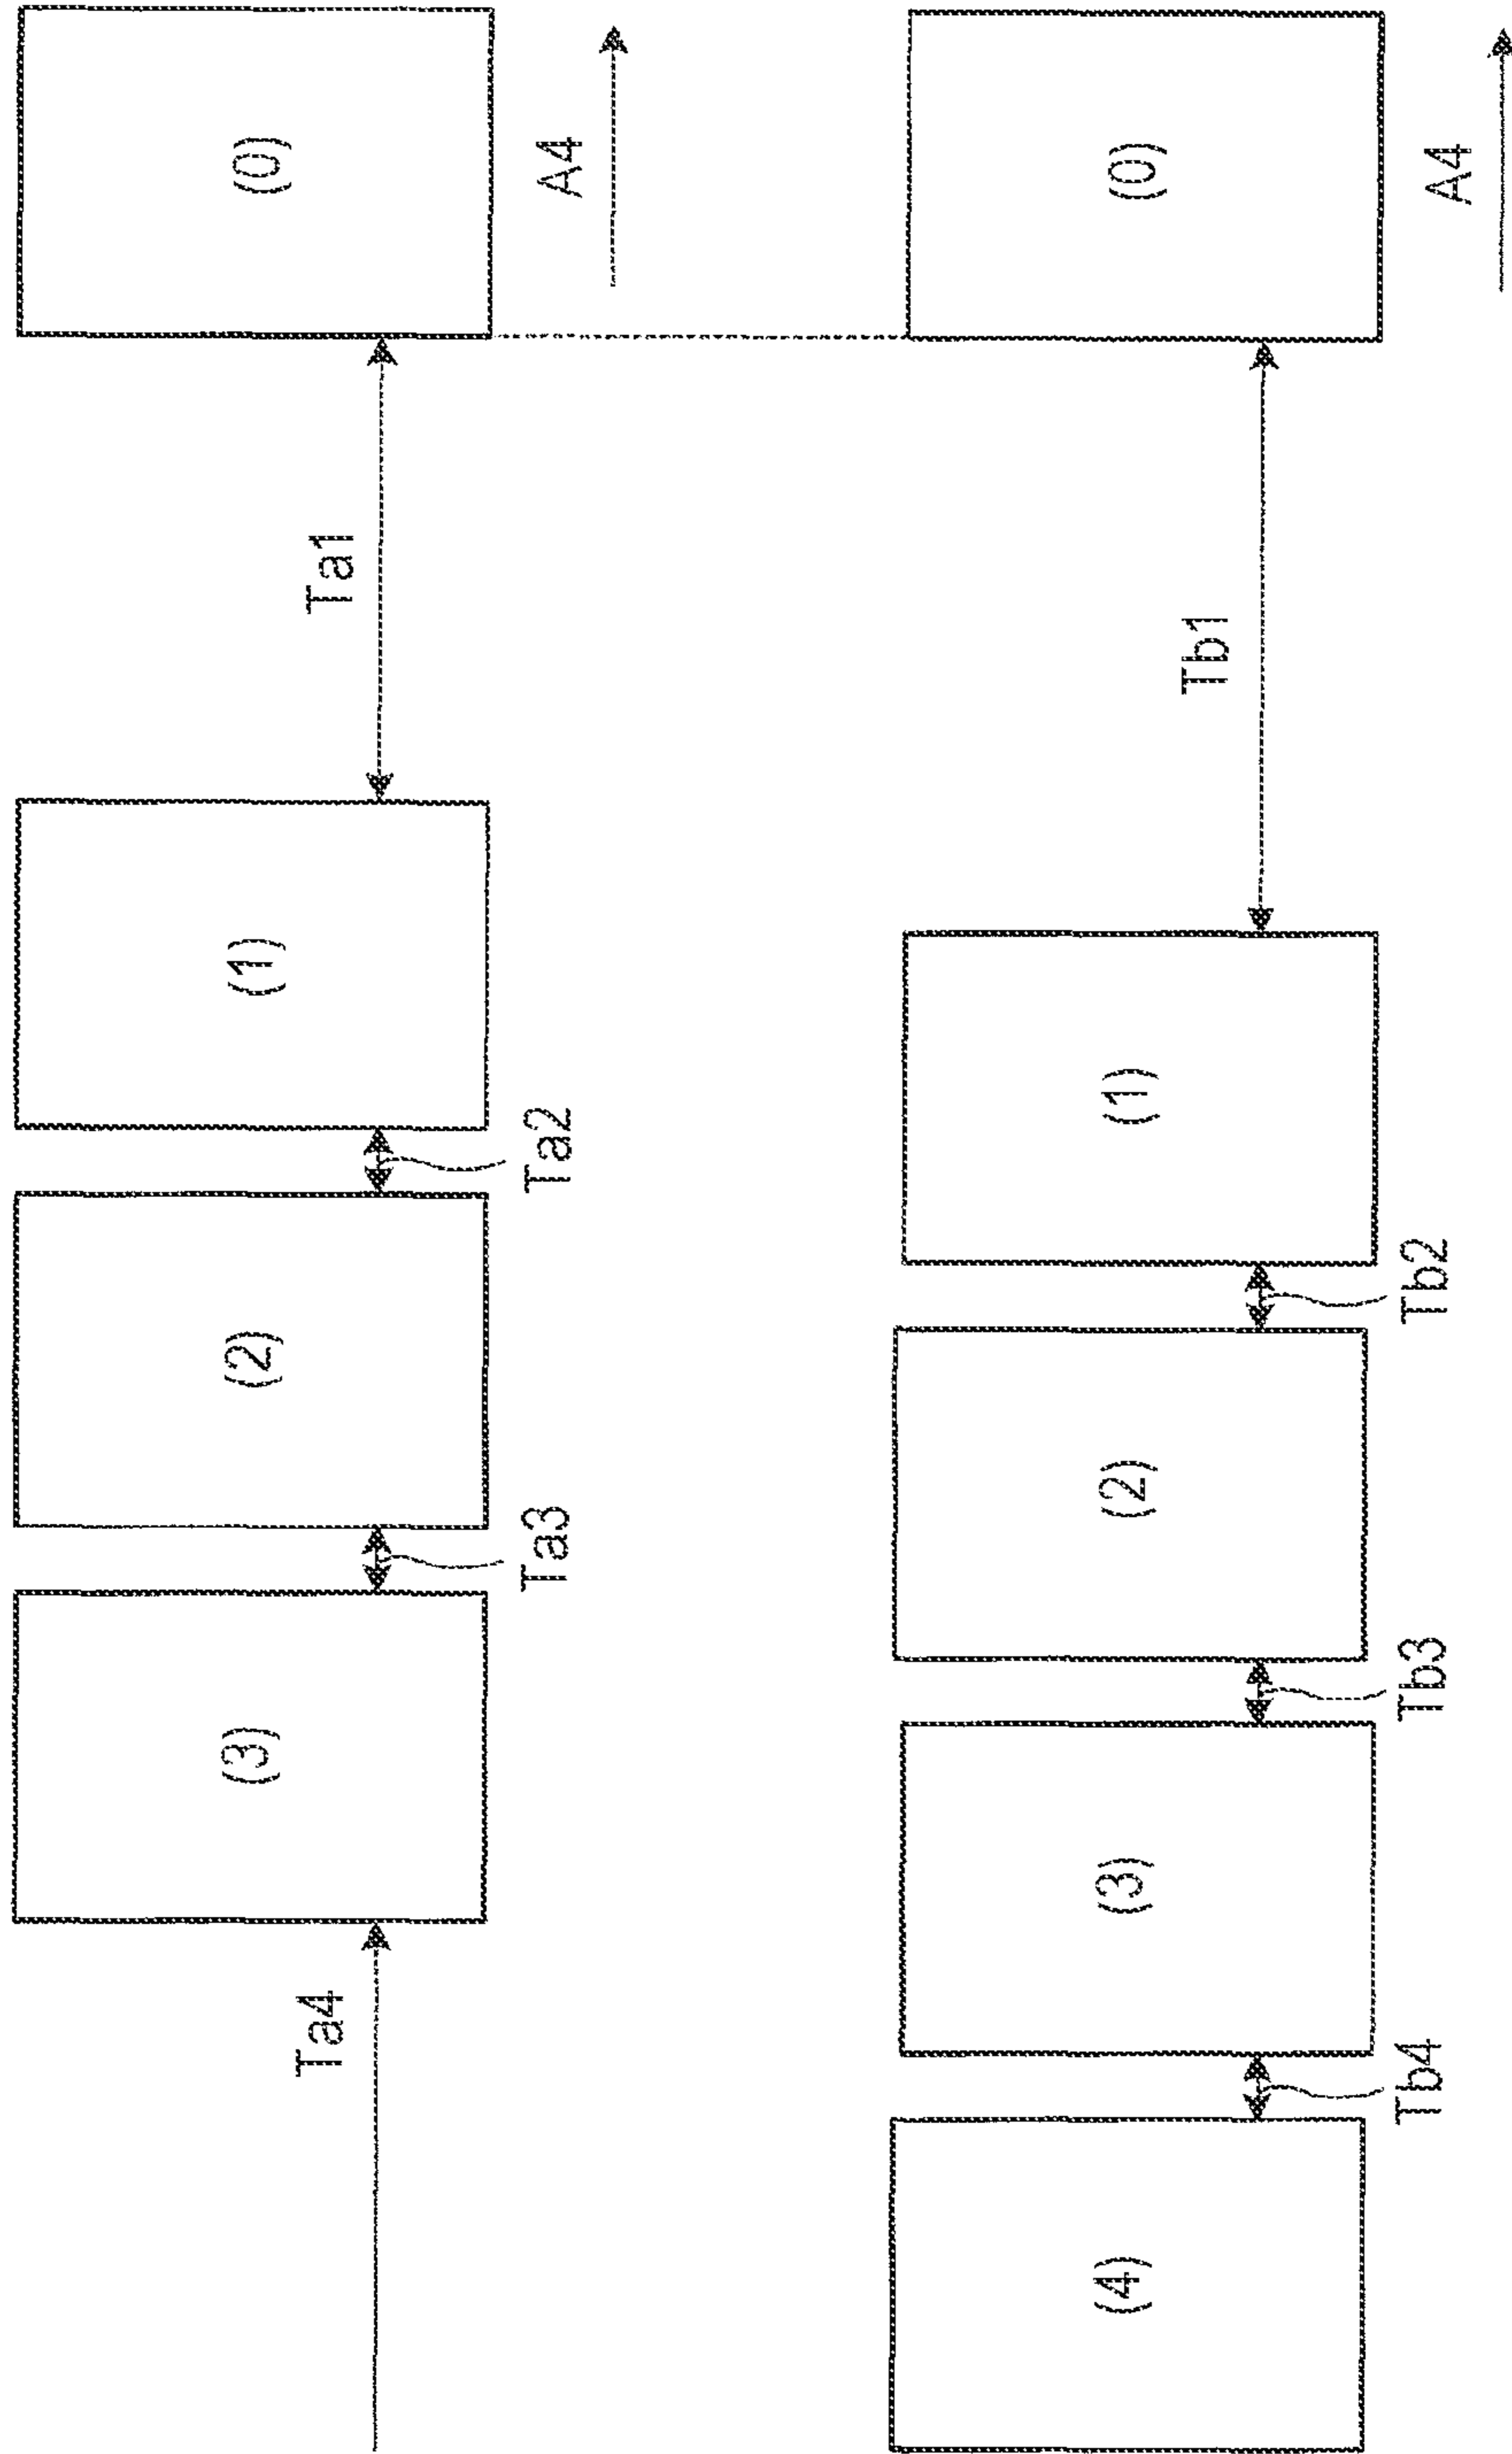 (3)
(2)
(1)
(0)
Ta4
Ta3
Ta2
Ta1
A4
(4)
(3)
(2)
(1)
(0)
Tb4
Tb3
Tb2
Tb1
A4